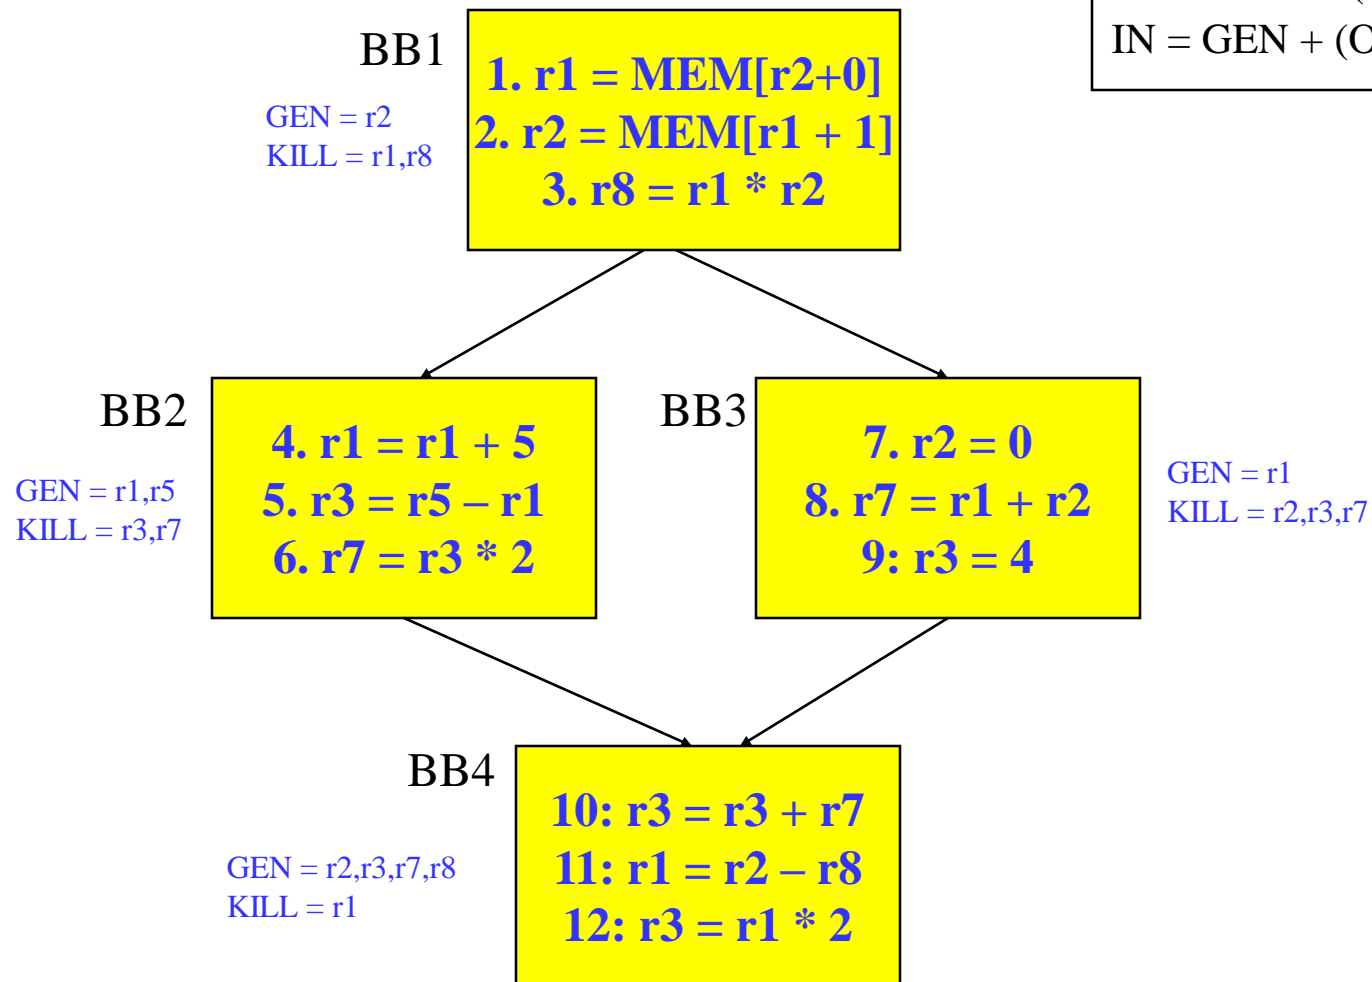 IN = GEN + (O
BB1
1. r1 = MEM[r2+0]
2. r2 = MEM[r1 + 1]
3. r8 = r1 * r2
GEN = r2
KILL = r1,r8
BB2
4. r1 = r1 + 5
5. r3 = r5 – r1
6. r7 = r3 * 2
GEN = r1,r5
KILL = r3,r7
BB3
7. r2 = 0
8. r7 = r1 + r2
9: r3 = 4
GEN = r1
KILL = r2,r3,r7
BB4
10: r3 = r3 + r7
11: r1 = r2 – r8
12: r3 = r1 * 2
GEN = r2,r3,r7,r8
KILL = r1